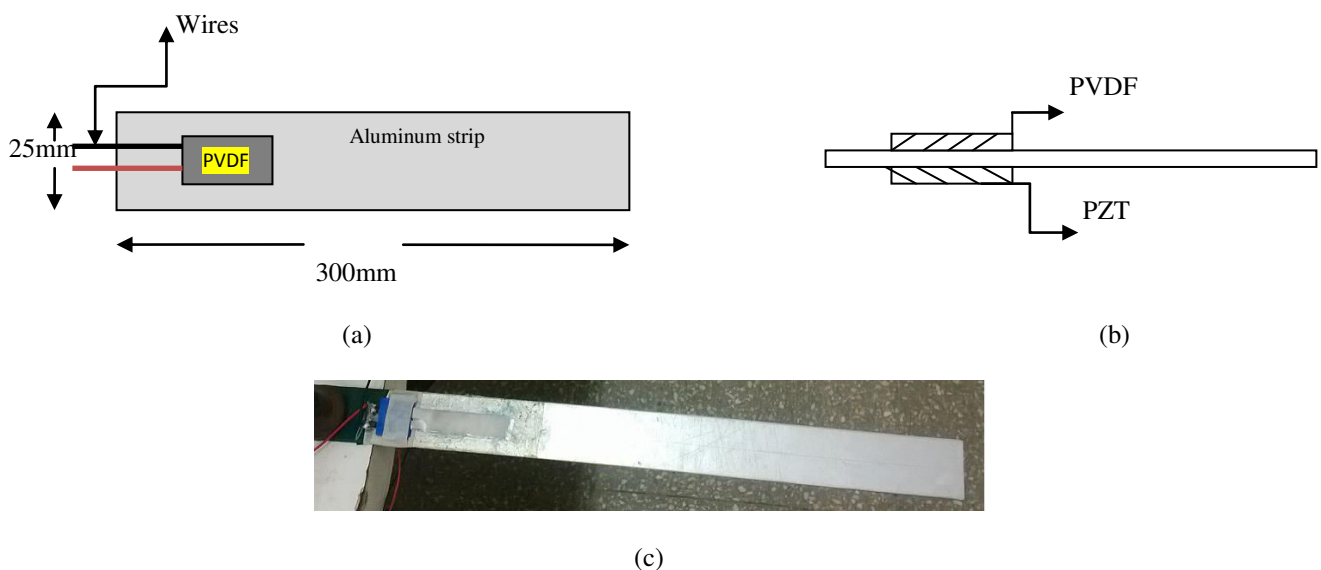 Wires
PVDF
Aluminum strip
25mm
PVDF
PZT
300mm
(a)
(b)
(c)